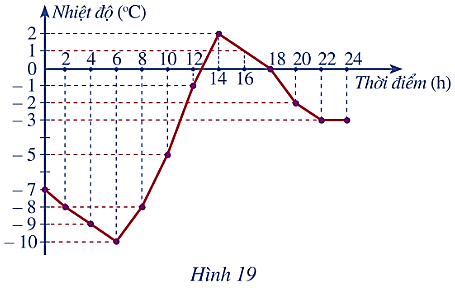 Nhiệt độ (°C)
2
1
0
2 4 6 8 10 12 14 16 18 20 22 24
Thời điểm (h)
– 1
– 2
– 3
– 5
– 7
– 8
– 9
– 10
Hình 19